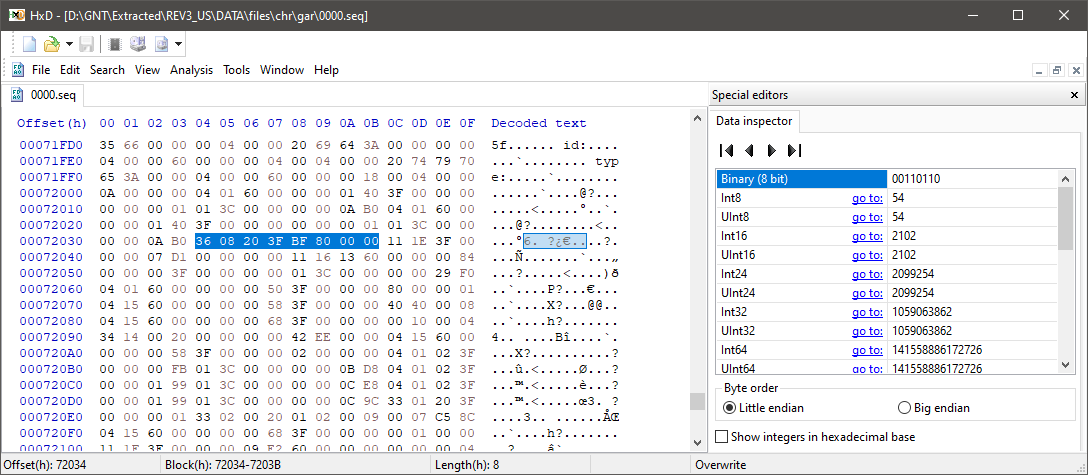 HxD - [D:\GNT\Extracted\REV3_US\DATA\files\chr\gar\0000.seq]
File Edit Search View Analysis Tools Window Help
0000.seq
Special editors
Data inspector
Offset(h) 00 01 02 03 04 05 06 07 08 09 0A 0B 0C 0D 0E 0F Decoded text
00071FD0 35 66 00 00 00 04 00 00 20 69 64 3A 00 00 00 00 5f...... id:....
00071FE0 04 00 00 60 00 00 04 00 04 00 00 20 74 79 70 ...`....... typ
00071FF0 65 3A 00 00 04 00 00 60 00 00 00 18 00 04 00 00 e:.....`........
00072000 0A 00 00 00 04 01 60 00 00 00 01 40 3F 00 00 00 ......`....@?...
00072010 00 00 01 01 3C 00 00 00 00 0A B0 04 01 60 00 ....<.....°..`.
00072020 00 00 01 40 3F 00 00 00 00 00 01 01 3C 00 00 ...@?.......<..
00072030 00 00 0A B0 36 08 20 3F BF 80 00 00 11 1E 3F 00 ...°6. ?¿€....?.
00072040 00 00 07 D1 00 00 00 00 11 16 13 60 00 00 00 84 ...Ñ.......`...„
00072050 00 00 00 3F 00 00 00 00 01 3C 00 00 00 29 F0 ...?.....<...)ð
00072060 04 01 60 00 00 00 50 3F 00 00 00 80 00 00 01 ..`...P?...€...
00072070 04 15 60 00 00 00 58 3F 00 00 00 40 40 00 08 ..`...X?...@@..
00072080 04 15 60 00 00 00 68 3F 00 00 00 00 10 00 04 ..`...h?.......
00072090 34 14 00 20 00 00 00 00 42 EE 00 00 04 15 60 00 4.. ....Bî....`.
000720A0 00 00 00 58 3F 00 00 00 02 00 00 00 04 01 02 3F ...X?..........?
000720B0 00 00 00 FB 01 3C 00 00 00 00 0B D8 04 01 02 3F ...û.<.....Ø...?
000720C0 00 00 01 99 01 3C 00 00 00 00 0C E8 04 01 02 3F ...™.<.....è...?
000720D0 00 00 01 99 01 3C 00 00 00 00 0C 9C 33 01 20 3F ...™.<.....œ3. ?
000720E0 00 00 00 01 33 02 00 20 01 02 00 09 00 07 C5 8C ....3.. ......ÅŒ
000720F0 04 15 60 00 00 00 00 68 3F 00 00 00 01 00 00 ..`....h?......
Binary (8 bit) 00110110
Int8 go to: 54
UInt8 go to: 54
Int16 go to: 2102
UInt16 go to: 2102
Int24 go to: 2099254
UInt24 go to: 2099254
Int32 go to: 1059063862
UInt32 go to: 1059063862
Int64 go to: 141558886172726
UInt64 go to: 141558886172726
Byte order
Little endian Big endian
Show integers in hexadecimal base
Offset(h): 72034 Block(h): 72034-7203B Length(h): 8 Overwrite